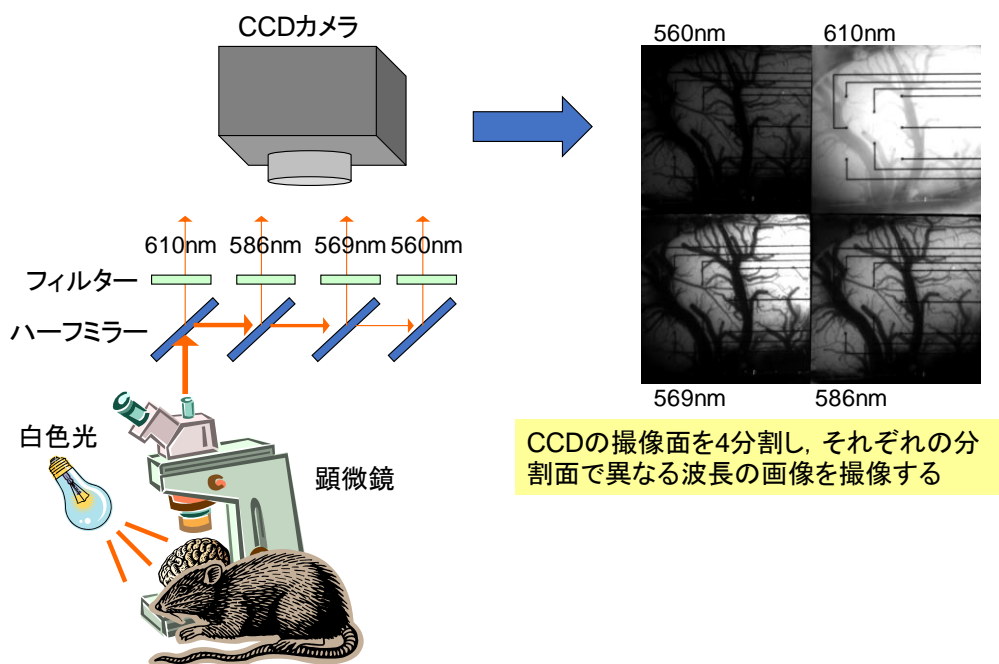 CCDカメラ
560nm
610nm
610nm
586nm
569nm
560nm
フィルター
ハーフミラー
569nm
586nm
白色光
顕微鏡
CCDの撮像面を4分割し，それぞれの分
割面で異なる波長の画像を撮像する